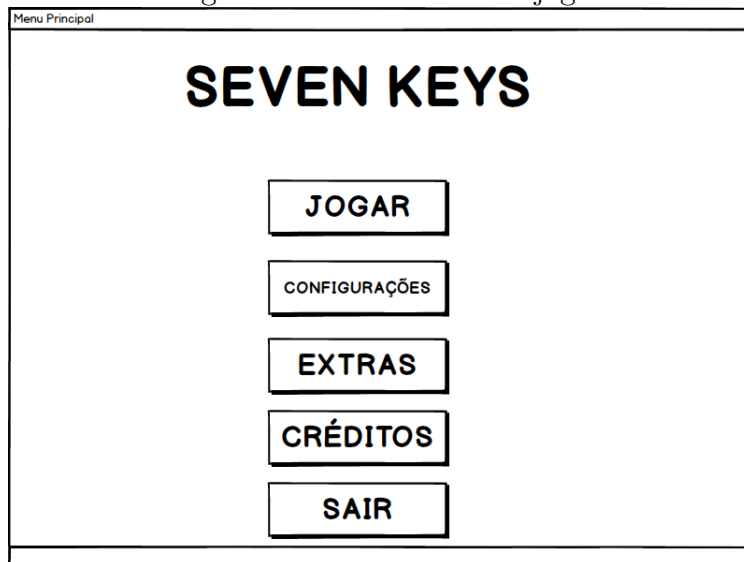 Menu Principal
SEVEN KEYS
JOGAR
CONFIGURAÇÕES
EXTRAS
CRÉDITOS
SAIR